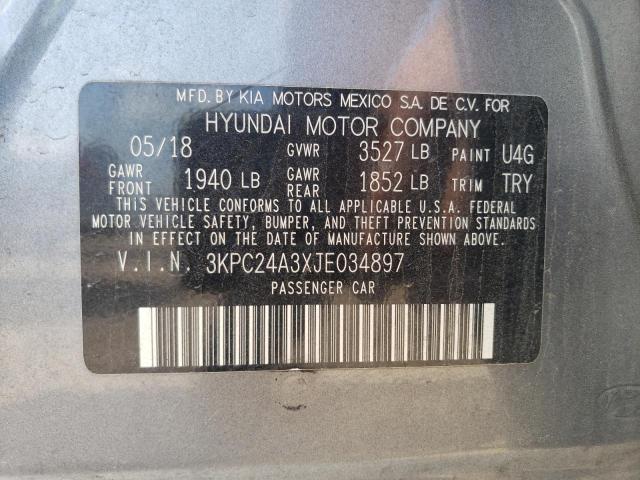 MFD. BY KIA MOTORS MEXICO S.A. DE C.V. FOR
HYUNDAI MOTOR COMPANY
05/18 GVWR 3527 LB PAINT U4G
GAWR FRONT 1940 LB GAWR REAR 1852 LB TRIM TRY
THIS VEHICLE CONFORMS TO ALL APPLICABLE U.S.A. FEDERAL
MOTOR VEHICLE SAFETY, BUMPER, AND THEFT PREVENTION STANDARDS
IN EFFECT ON THE DATE OF MANUFACTURE SHOWN ABOVE.
V.I.N. 3KPC24A3XJE034897
PASSENGER CAR